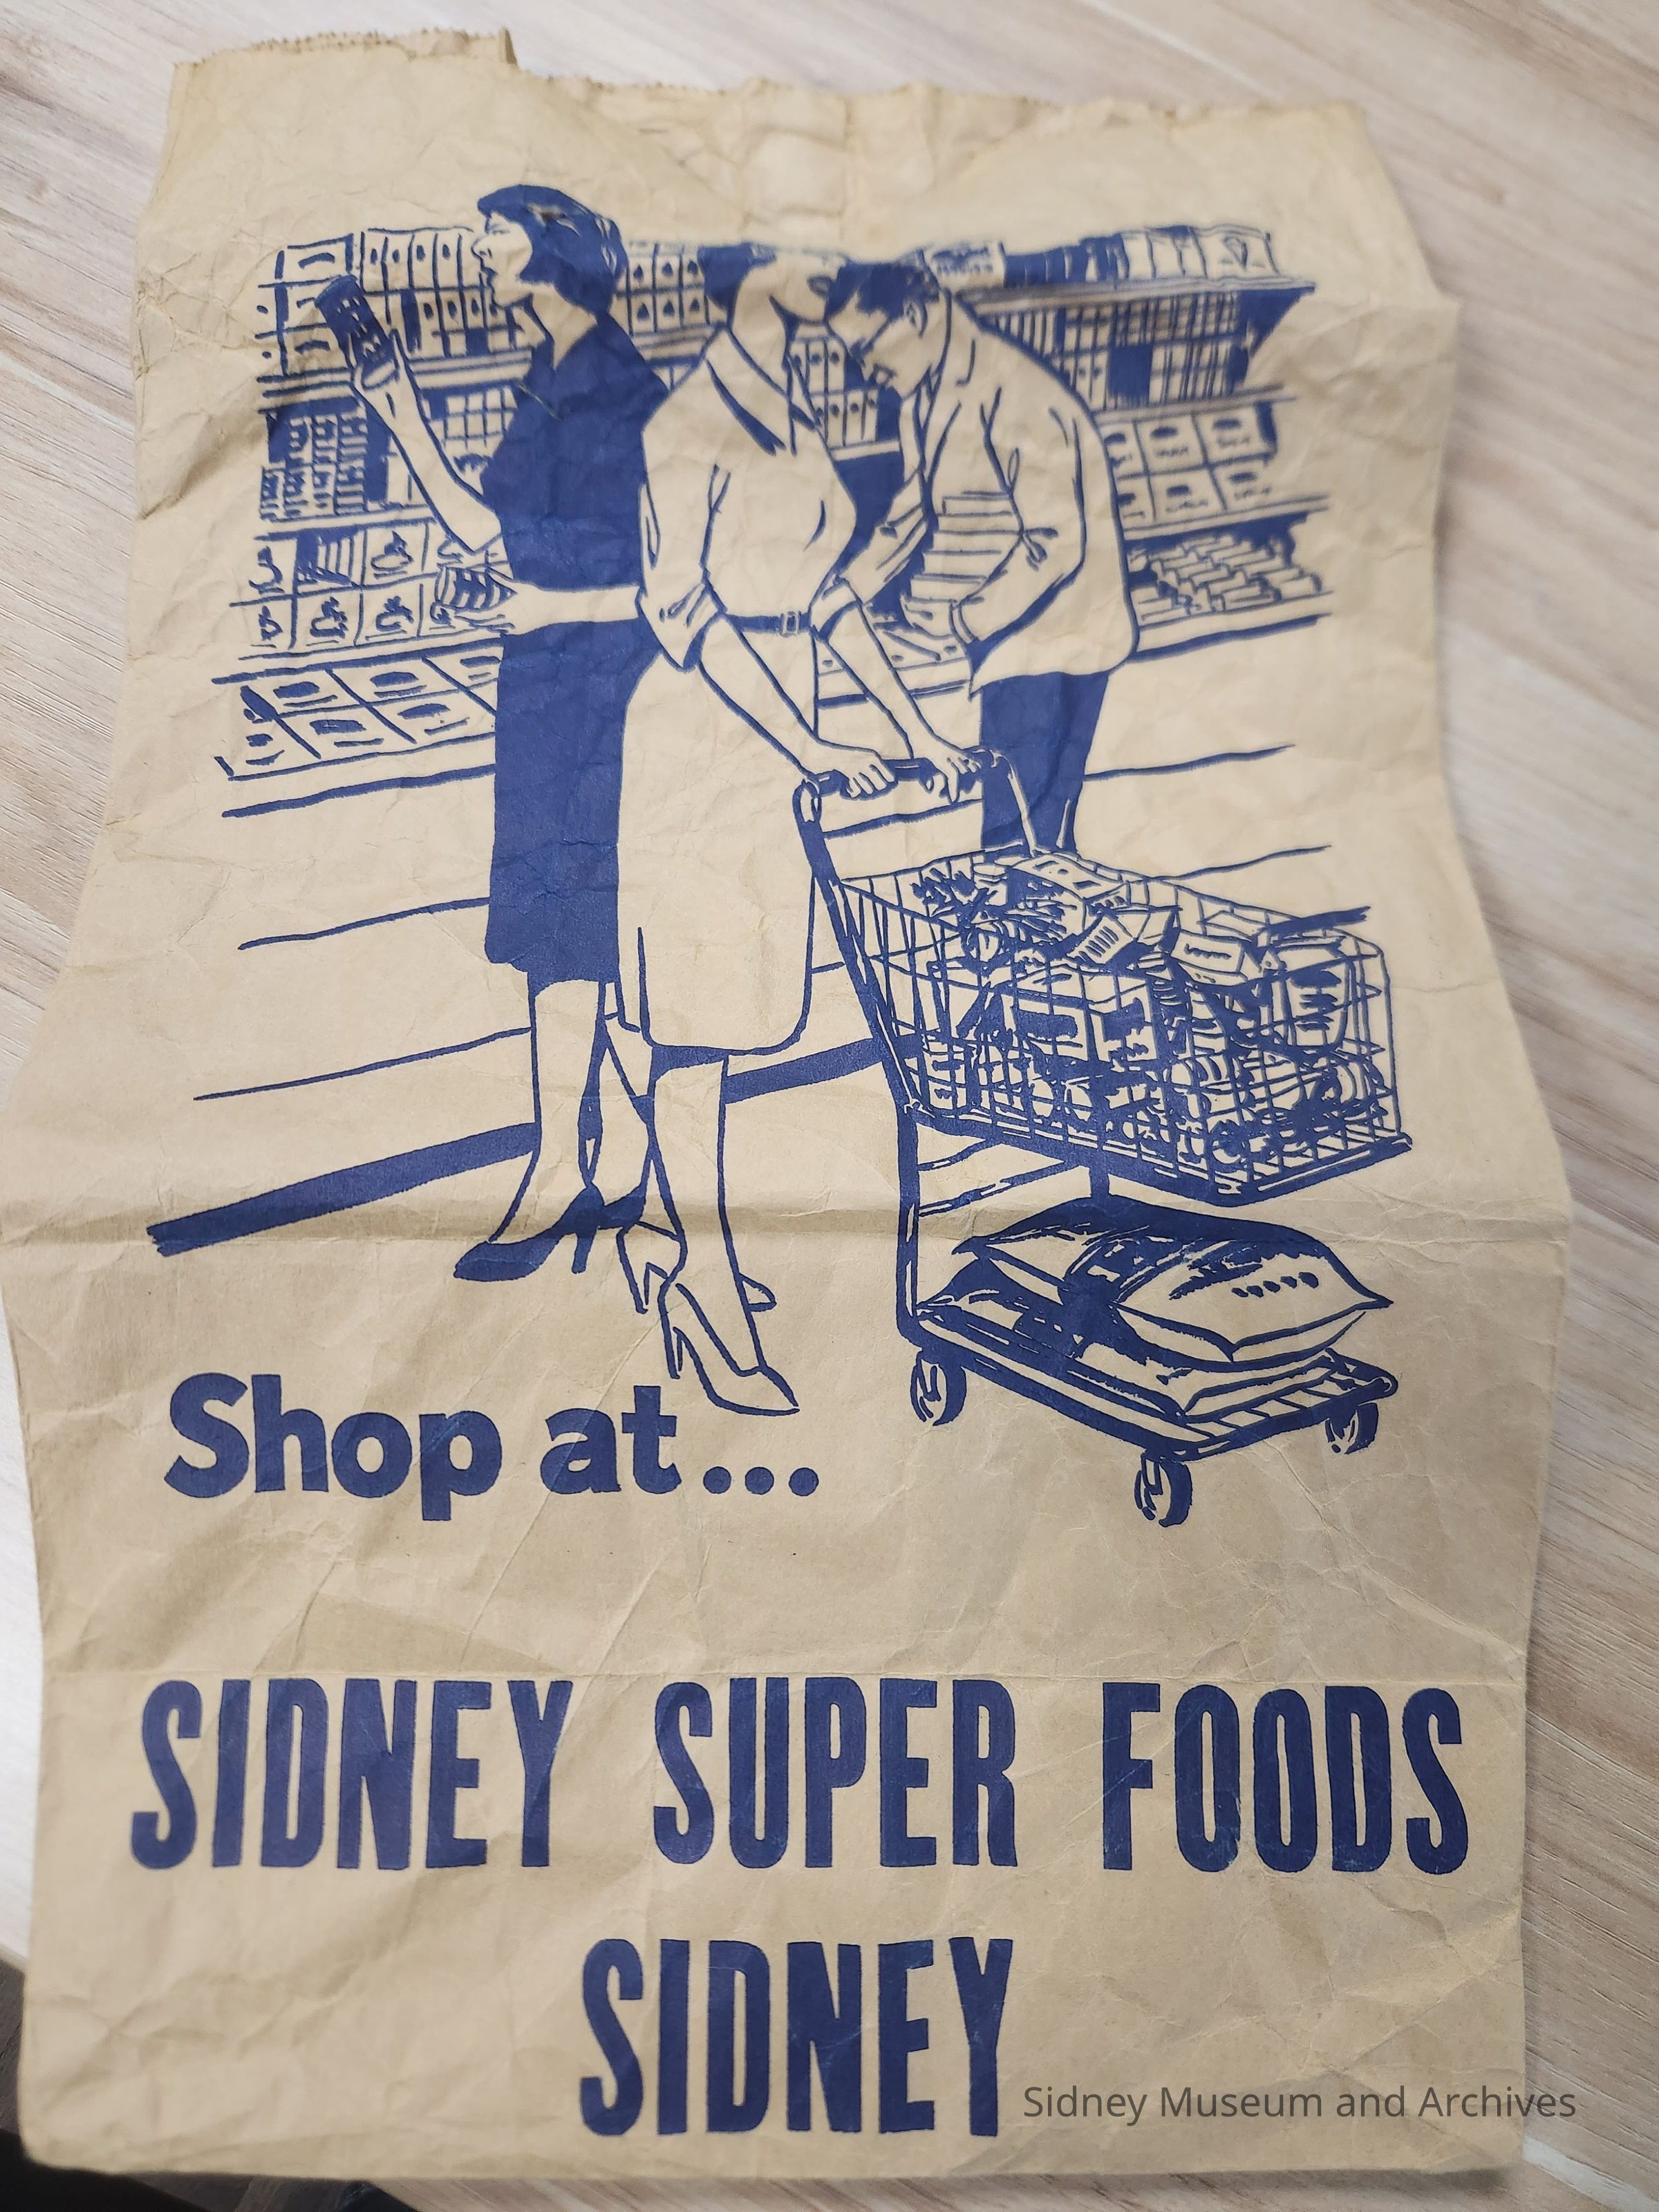 Shop at...
SIDNEY SUPER FOODS
SIDNEY
Sidney Museum and Archives